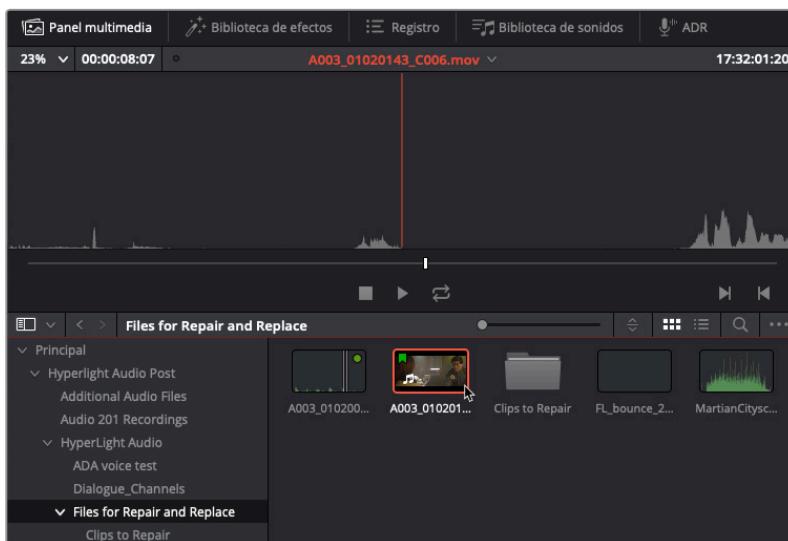 Panel multimedia Biblioteca de efectos Registro Biblioteca de sonidos ADR
23% 00:00:08:07 A003_01020143_C006.mov 17:32:01:20
Files for Repair and Replace
Principal
Hyperlight Audio Post
Additional Audio Files
Audio 201 Recordings
HyperLight Audio
ADA voice test
Dialogue_Channels
Files for Repair and Replace
Clips to Repair
A003_010200... A003_010201... Clips to Repair FL_bounce_2... MartianCitysc...